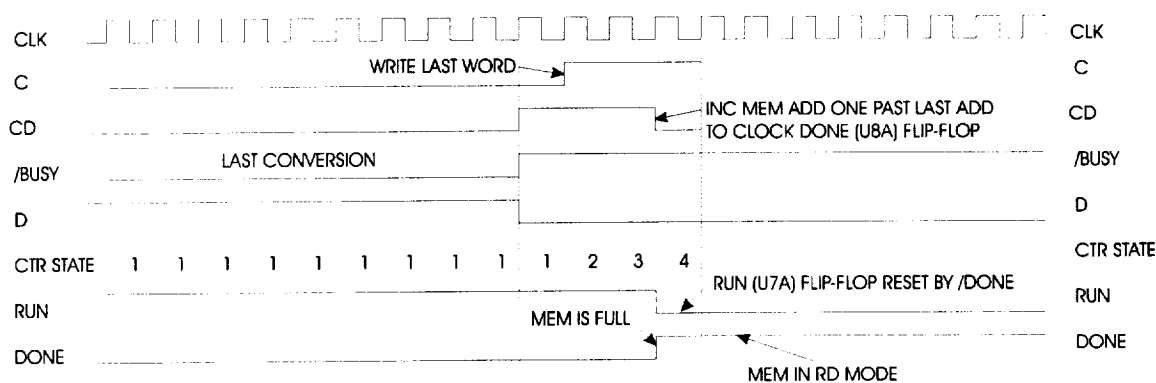 CLK CLK
WRITE LAST WORD
C C
INC MEM ADD ONE PAST LAST ADD
CD CD
TO CLOCK DONE (U8A) FLIP-FLOP
LAST CONVERSION
/BUSY /BUSY
D D
CTR STATE 1 1 1 1 1 1 1 1 1 1 2 3 4 CTR STATE
RUN (U7A) FLIP-FLOP RESET BY /DONE
RUN RUN
MEM IS FULL
DONE DONE
MEM IN RD MODE